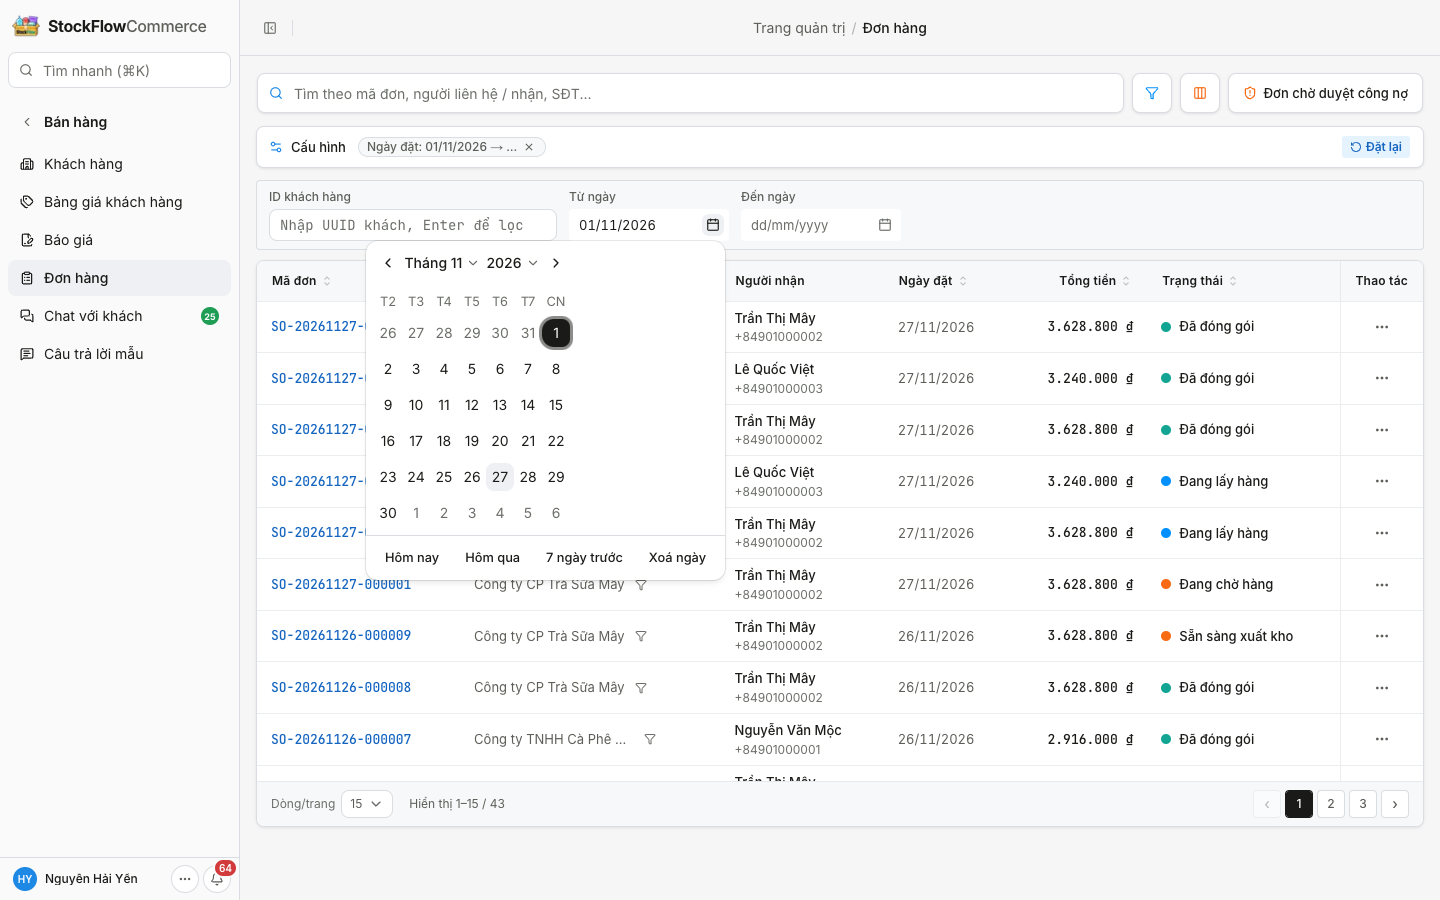 StockFlowCommerce
Tìm nhanh (⌘K)
Bán hàng
Khách hàng
Bảng giá khách hàng
Báo giá
Đơn hàng
Chat với khách 25
Câu trả lời mẫu
HY Nguyên Hải Yến 64
Trang quản trị / Đơn hàng
Tìm theo mã đơn, người liên hệ / nhận, SĐT...
Đơn chờ duyệt công nợ
Cấu hình
Ngày đặt: 01/11/2026 → ... ×
Đặt lại
ID khách hàng
Từ ngày
Đến ngày
Nhập UUID khách, Enter để lọc
01/11/2026
dd/mm/yyyy
Tháng 11 2026
T2 T3 T4 T5 T6 T7 CN
26 27 28 29 30 31 1
2 3 4 5 6 7 8
9 10 11 12 13 14 15
16 17 18 19 20 21 22
23 24 25 26 27 28 29
30 1 2 3 4 5 6
Hôm nay Hôm qua 7 ngày trước Xoá ngày
Mã đơn Người nhận Ngày đặt Tổng tiền Trạng thái Thao tác
SO-20261127- Trần Thị Mây 27/11/2026 3.628.800 ₫ Đã đóng gói
+84901000002
SO-20261127- Lê Quốc Việt 27/11/2026 3.240.000 ₫ Đã đóng gói
+84901000003
SO-20261127- Trần Thị Mây 27/11/2026 3.628.800 ₫ Đã đóng gói
+84901000002
SO-20261127- Lê Quốc Việt 27/11/2026 3.240.000 ₫ Đang lấy hàng
+84901000003
SO-20261127- Trần Thị Mây 27/11/2026 3.628.800 ₫ Đang lấy hàng
+84901000002
SO-20261127-000001 Công ty CP Trà Sữa Mây Trần Thị Mây 27/11/2026 3.628.800 ₫ Đang chờ hàng
+84901000002
SO-20261126-000009 Công ty CP Trà Sữa Mây Trần Thị Mây 26/11/2026 3.628.800 ₫ Sẵn sàng xuất kho
+84901000002
SO-20261126-000008 Công ty CP Trà Sữa Mây Trần Thị Mây 26/11/2026 3.628.800 ₫ Đã đóng gói
+84901000002
SO-20261126-000007 Công ty TNHH Cà Phê ... Nguyễn Văn Mộc 26/11/2026 2.916.000 ₫ Đã đóng gói
+84901000001
Trần Thị Mây
Dòng/trang 15 Hiển thị 1–15 / 43 ‹ 1 2 3 ›